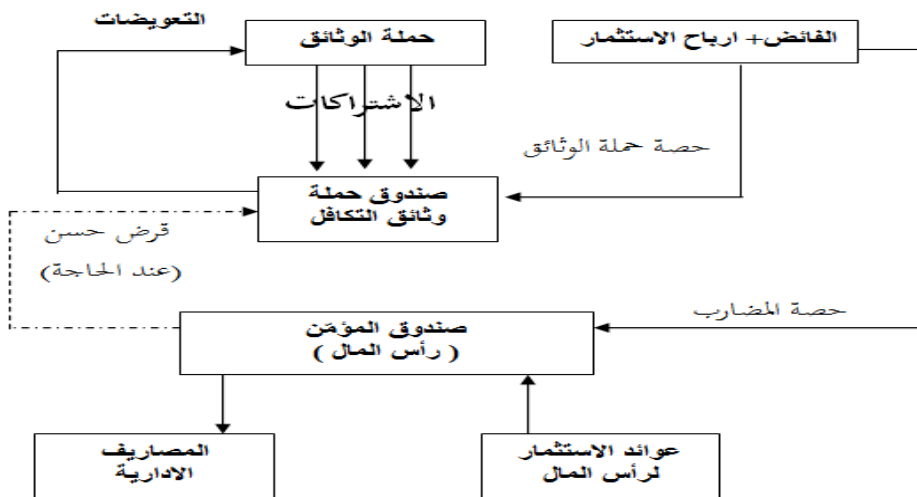 التعويضات
حملة الوثائق
الفائض+ ارباح الاستثمار
الاشتراكات
حصة حملة الوثائق
صندوق حملة
وثائق التكافل
قرض حسن
(عند الحاجة)
حصة المضارب
صندوق المؤمّن
( رأس المال )
المصاريف
الادارية
عوائد الاستثمار
لرأس المال